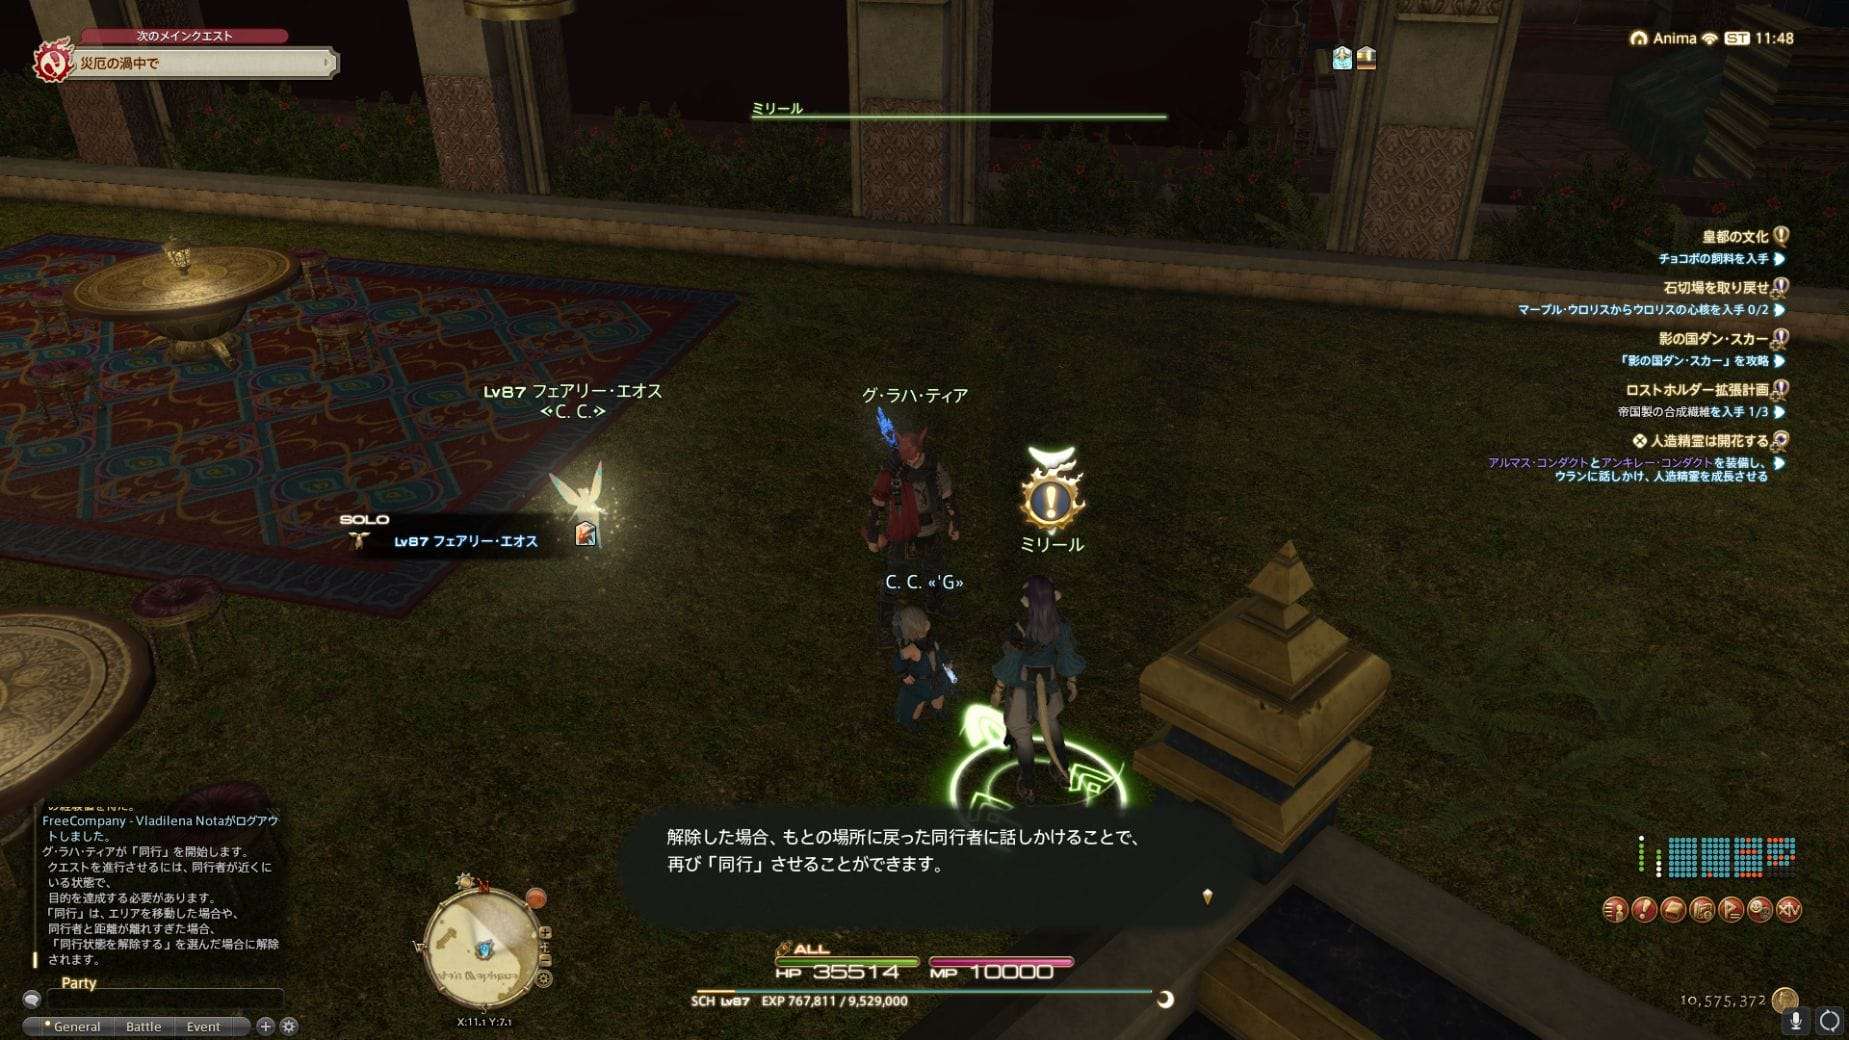 次のメインクエスト
災厄の渦中で
Anima ST 11:48
ミリール
皇都の文化
チョコボの飼料を入手
石切場を取り戻せ
マーブル・ウロリスからウロリスの心核を入手 0/2
影の国ダン・スカー
「影の国ダン・スカー」を攻略
ロストホルダー拡張計画
帝国製の合成繊維を入手 1/3
人造精霊は開花する
アルマス・コンダクトとアンキレー・コンダクトを装備し、
ウランに話しかけ、人造精霊を成長させる
Lv87 フェアリー・エオス
«C. C.»
グ・ラハ・ティア
ミリール
SOLO
Lv87 フェアリー・エオス
C. C. «'G»
解除した場合、もとの場所に戻った同行者に話しかけることで、
再び「同行」させることができます。
の経験値を得た。
FreeCompany - Vladilena Notaがログアウ
トしました。
グ・ラハ・ティアが「同行」を開始します。
クエストを進行させるには、同行者が近くに
いる状態で、
目的を達成する必要があります。
「同行」は、エリアを移動した場合や、
同行者と距離が離れすぎた場合、
「同行状態を解除する」を選んだ場合に解除
されます。
Party
General Battle Event
X:11.1 Y:7.1
ALL
HP 35514 MP 10000
SCH Lv87 EXP 767,811 / 9,529,000
10,575,372